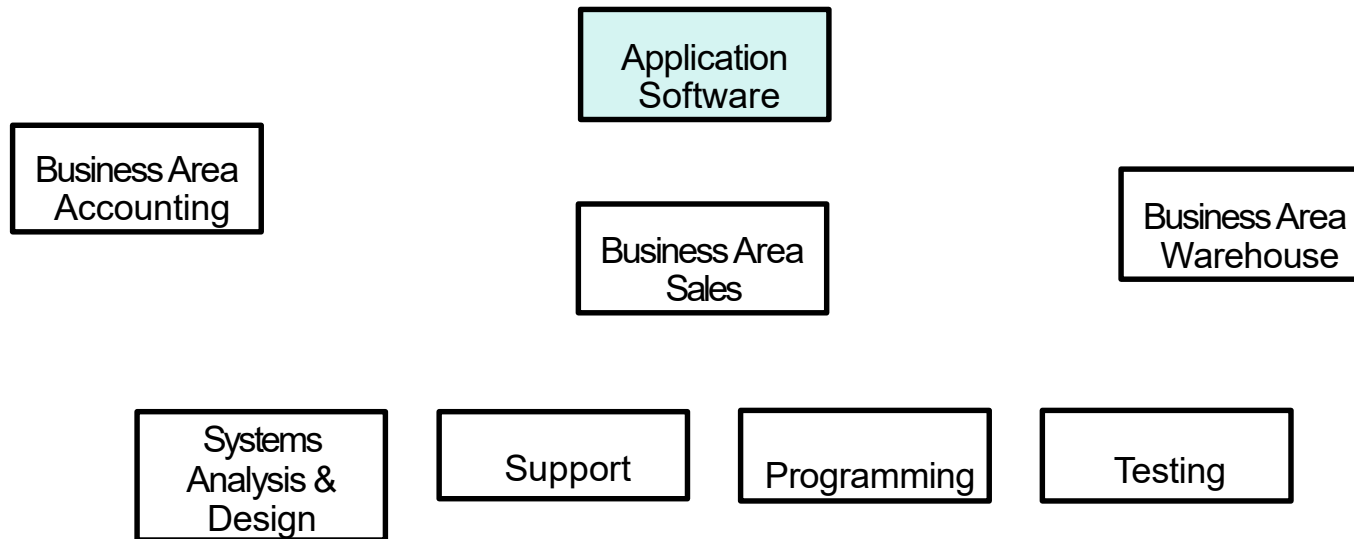 Application
Software
Business Area
Accounting
Business Area
Sales
Business Area
Warehouse
Systems
Analysis &
Design
Support
Programming
Testing